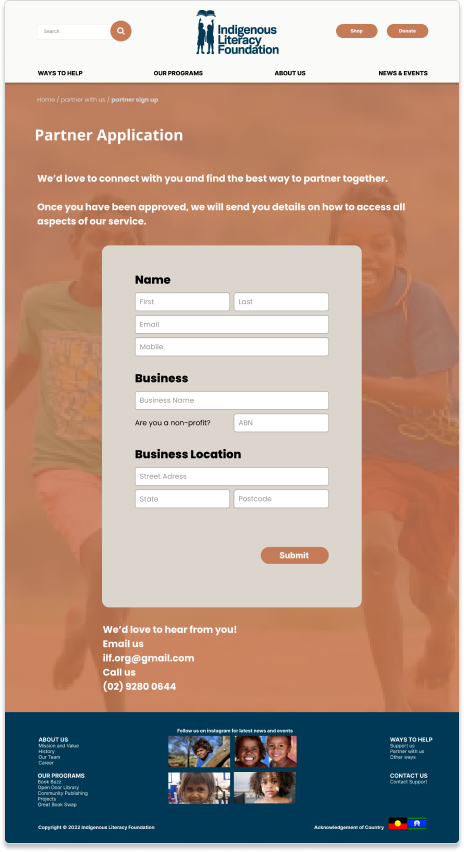 Search
Indigenous
Literacy
Foundation
Shop
Donate
WAYS TO HELP
OUR PROGRAMS
ABOUT US
NEWS & EVENTS
Home / partner with us / partner sign up
Partner Application
We'd love to connect with you and find the best way to partner together.
Once you have been approved, we will send you details on how to access all
aspects of our service.
Name
First
Last
Email
Mobile
Business
Business Name
Are you a non-profit?
ABN
Business Location
Street Adress
State
Postcode
Submit
We'd love to hear from you!
Email us
ilf.org@gmail.com
Call us
(02) 9280 0644
ABOUT US
Mission and Value
History
Our Team
Career
OUR PROGRAMS
Book Buzz
Open Door Library
Community Publishing
Projects
Great Book Swap
Follow us on instagram for latest news and events
WAYS TO HELP
Support us
Partner with us
Other ways
CONTACT US
Contact Support
Copyright © 2022 Indigenous Literacy Foundation
Acknowledgement of Country